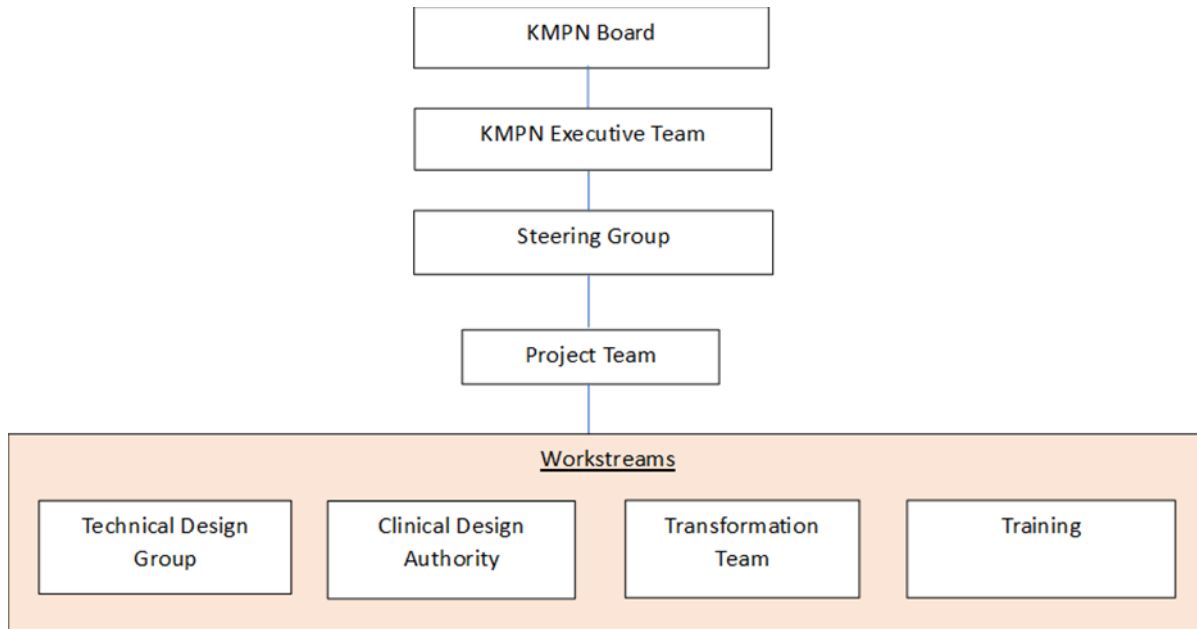 KMPN Board
KMPN Executive Team
Steering Group
Project Team
Workstreams
Technical Design
Group
Clinical Design
Authority
Transformation
Team
Training